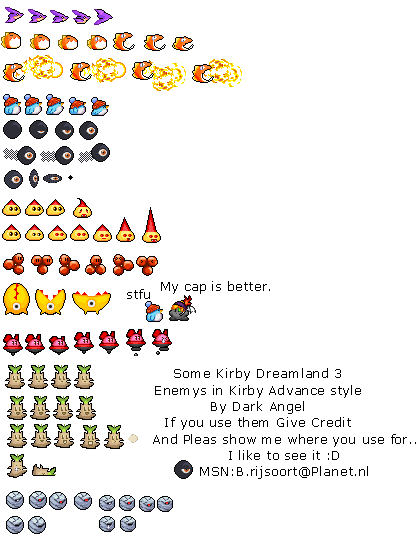 My cap is better.
stfu
Some Kirby Dreamland 3
Enemys in Kirby Advance style
By Dark Angel
If you use them Give Credit
And Pleas show me where you use for..
I like to see it :D
MSN:B.rijsoort@Planet.nl